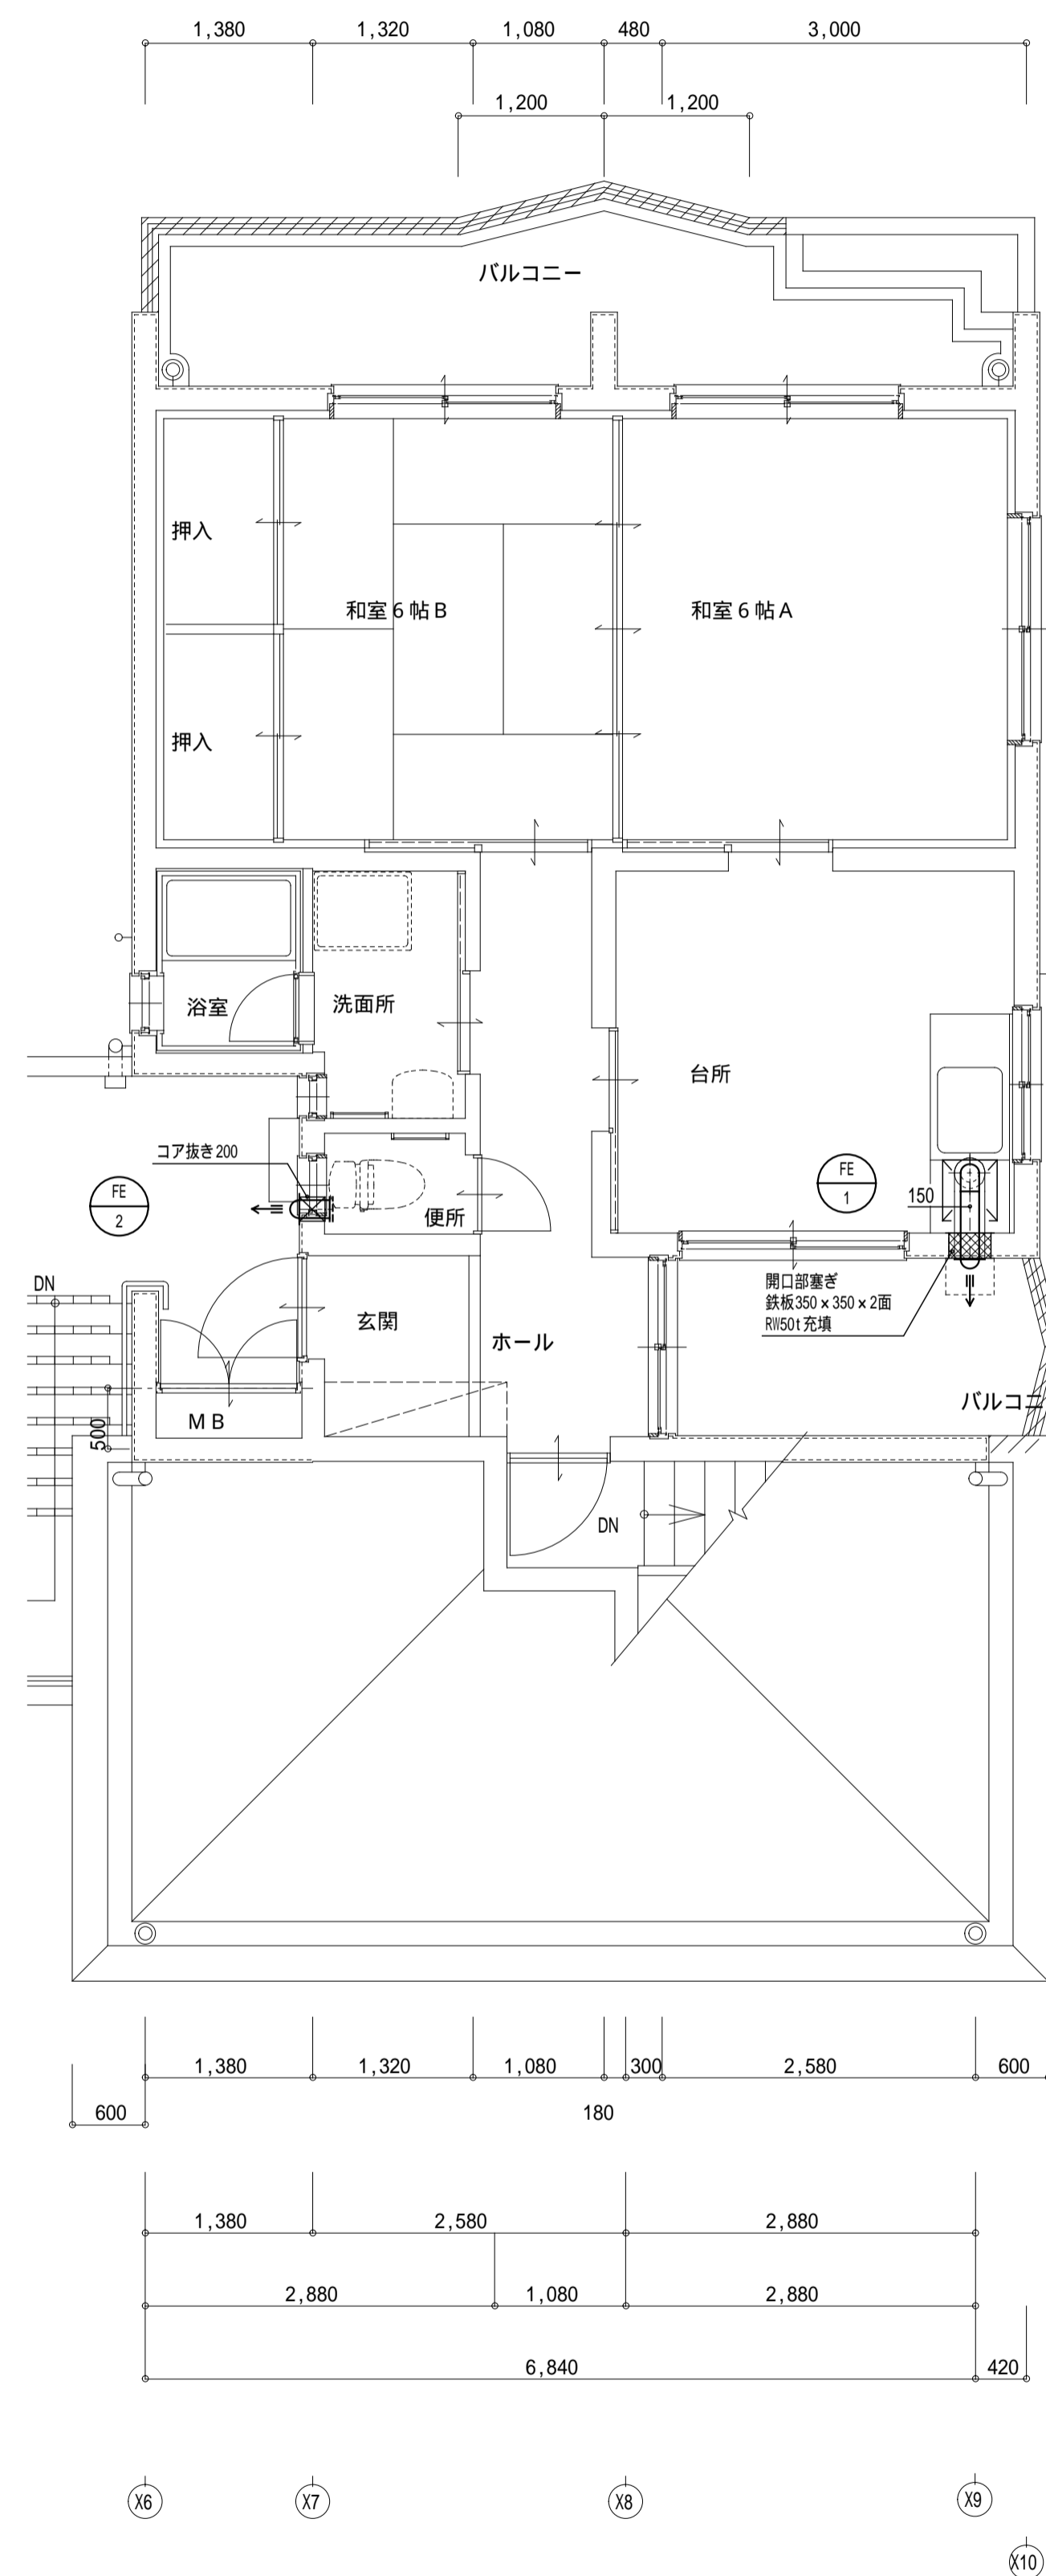 1,380 1,320 1,080 480 3,000
1,200 1,200
バルコニー
押入
和室６帖Ｂ 和室６帖Ａ
押入
浴室 洗面所
台所
コア抜き200
FE
2
FE
1
150
便所
DN
開口部塞ぎ
鉄板350×350×2面
RW50t充填
玄関
ホール
バルコニ
ＭＢ
500
DN
1,380 1,320 1,080 300 2,580 600
600 180
1,380 2,580 2,880
2,880 1,080 2,880
6,840 420
X6 X7 X8 X9
X10